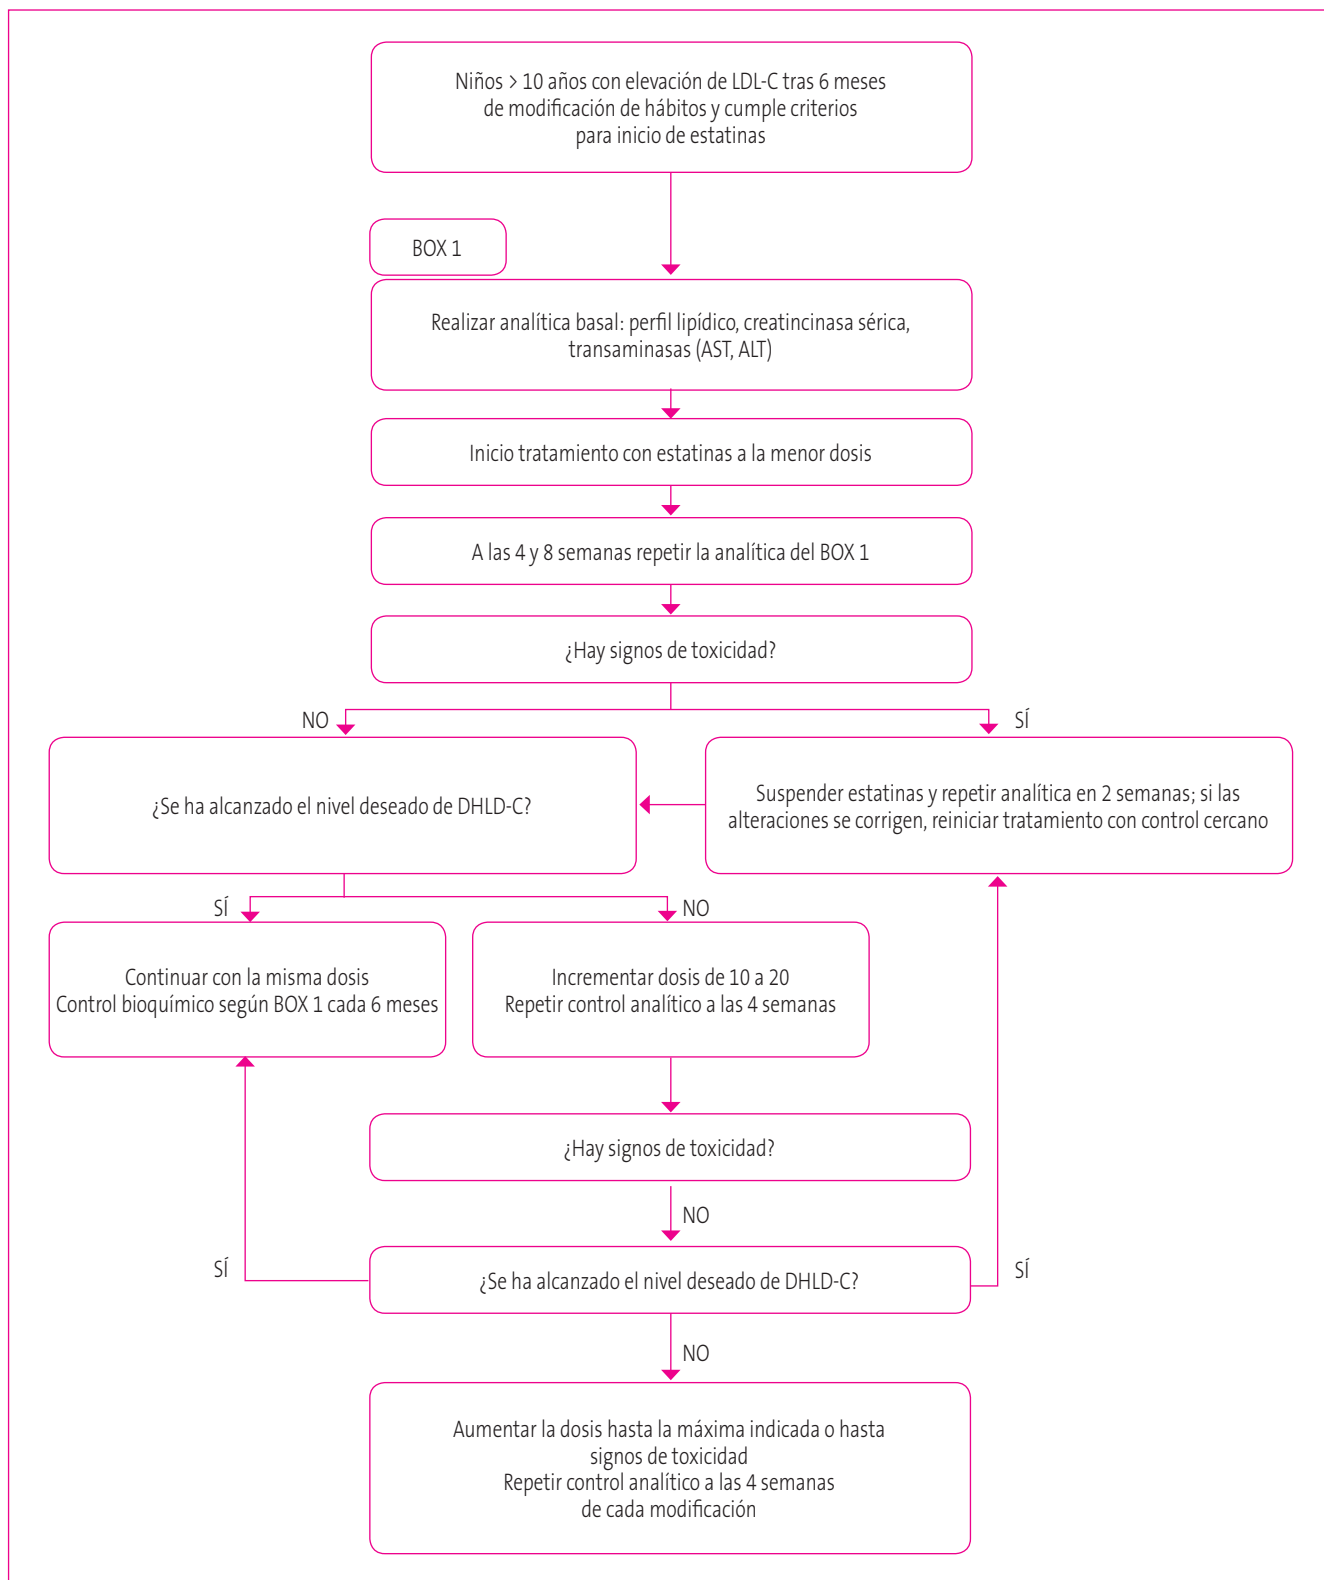 Niños > 10 años con elevación de LDL-C tras 6 meses
de modificación de hábitos y cumple criterios
para inicio de estatinas
BOX 1
Realizar analítica basal: perfil lipídico, creatincinasa sérica,
transaminasas (AST, ALT)
Inicio tratamiento con estatinas a la menor dosis
A las 4 y 8 semanas repetir la analítica del BOX 1
¿Hay signos de toxicidad?
NO
SÍ
¿Se ha alcanzado el nivel deseado de DHLD-C?
Suspender estatinas y repetir analítica en 2 semanas; si las
alteraciones se corrigen, reiniciar tratamiento con control cercano
SÍ
NO
Continuar con la misma dosis
Control bioquímico según BOX 1 cada 6 meses
Incrementar dosis de 10 a 20
Repetir control analítico a las 4 semanas
¿Hay signos de toxicidad?
NO
SÍ
¿Se ha alcanzado el nivel deseado de DHLD-C?
SÍ
NO
Aumentar la dosis hasta la máxima indicada o hasta
signos de toxicidad
Repetir control analítico a las 4 semanas
de cada modificación